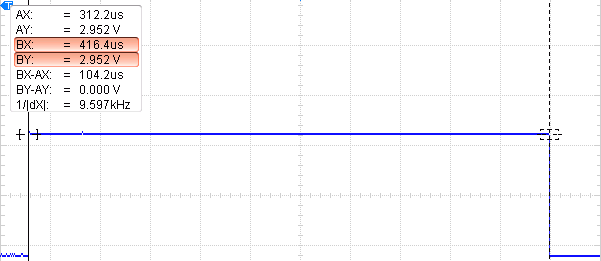 T
AX: = 312.2us
AY: = 2.952 V
BX: = 416.4us
BY: = 2.952 V
BX-AX: = 104.2us
BY-AY: = 0.000 V
1/|dX|: = 9.597kHz